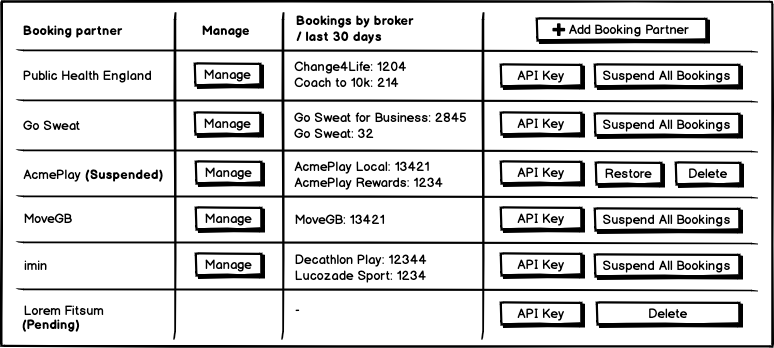 Booking partner
Manage
Bookings by broker
/ last 30 days
+ Add Booking Partner
Public Health England
Manage
Change4Life: 1204
Coach to 10k: 214
API Key
Suspend All Bookings
Go Sweat
Manage
Go Sweat for Business: 2845
Go Sweat: 32
API Key
Suspend All Bookings
AcmePlay (Suspended)
Manage
AcmePlay Local: 13421
AcmePlay Rewards: 1234
API Key
Restore
Delete
MoveGB
Manage
MoveGB: 13421
API Key
Suspend All Bookings
imin
Manage
Decathlon Play: 12344
Lucozade Sport: 1234
API Key
Suspend All Bookings
Lorem Fitsum
(Pending)
-
API Key
Delete